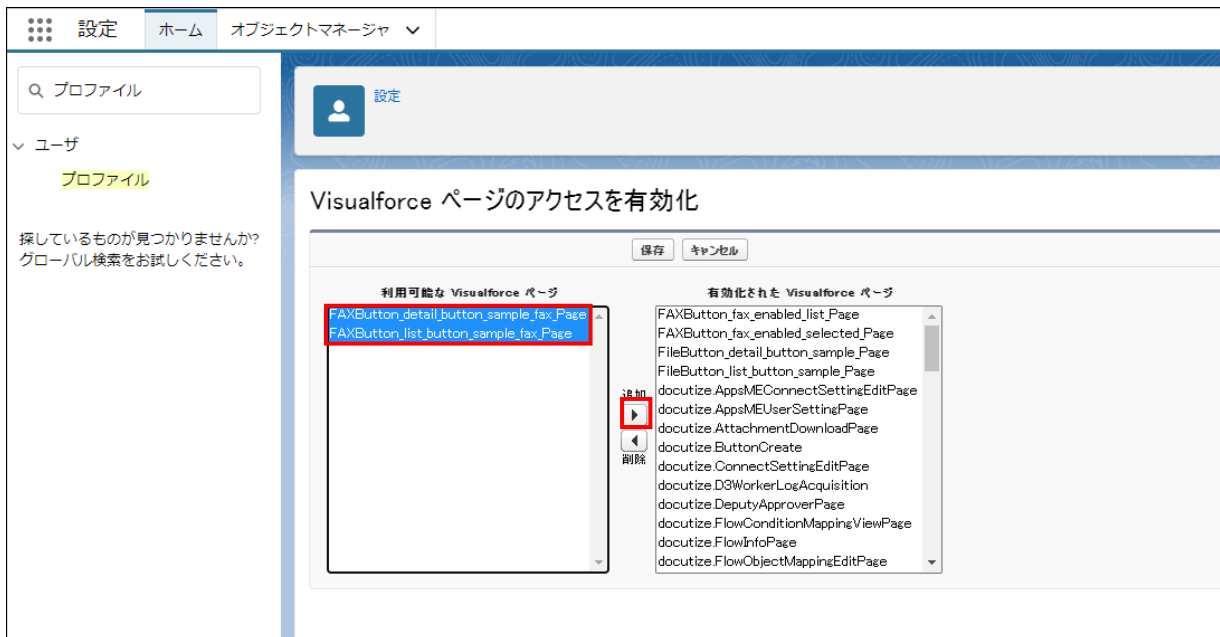 設定 ホーム オブジェクトマネージャ
プロファイル
設定
ユーザ
プロファイル
探しているものが見つかりませんか?
グローバル検索をお試しください。
Visualforce ページのアクセスを有効化
保存 キャンセル
利用可能な Visualforce ページ
FAXButton_detail_button_sample_fax_Page
FAXButton_list_button_sample_fax_Page
追加
削除
有効化された Visualforce ページ
FAXButton_fax_enabled_list_Page
FAXButton_fax_enabled_selected_Page
FileButton_detail_button_sample_Page
FileButton_list_button_sample_Page
docutize.AppsMEConnectSettingEditPage
docutize.AppsMEUserSettingPage
docutize.AttachmentDownloadPage
docutize.ButtonCreate
docutize.ConnectSettingEditPage
docutize.D3WorkerLogAcquisition
docutize.DeputyApproverPage
docutize.FlowConditionMappingViewPage
docutize.FlowInfoPage
docutize.FlowObjectMappingEditPage